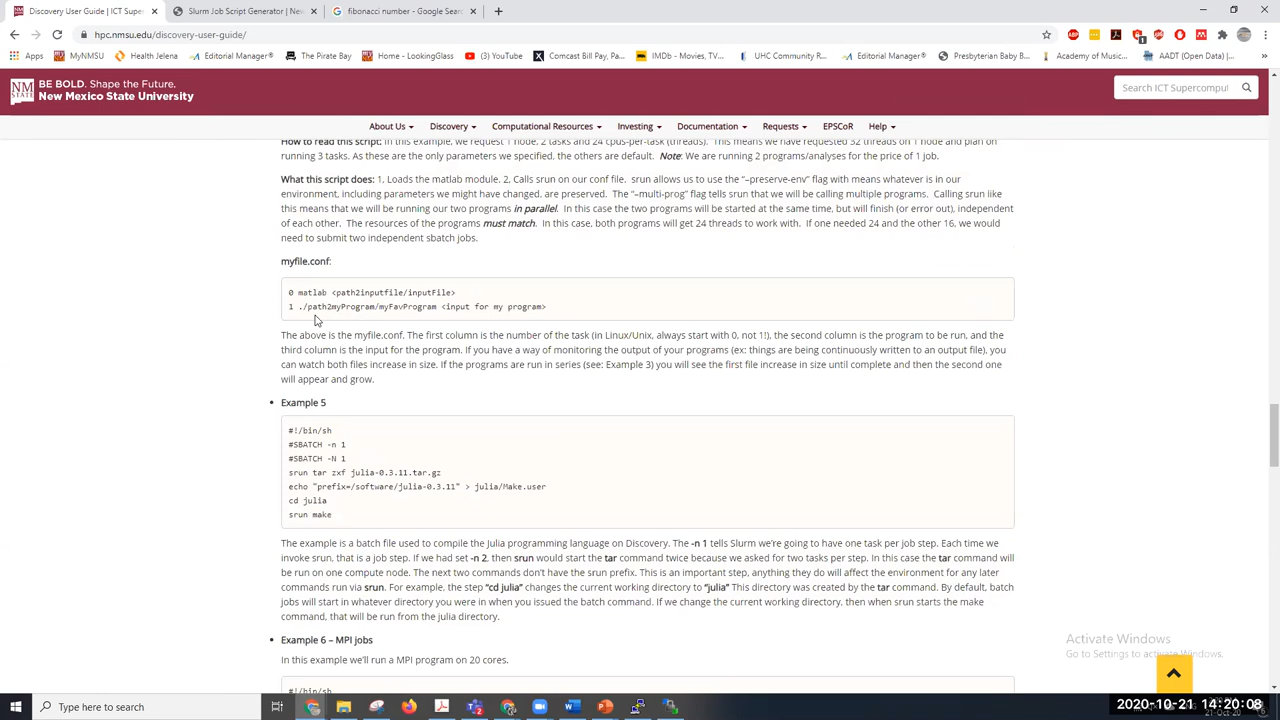 Discovery User Guide | ICT Super
Slurm Job Script Generator | New
fibonacci number - Google Searc
hpc.nmsu.edu/discovery-user-guide/
Apps
MyNMSU
Health Jelena
Editorial Manager®
The Pirate Bay
Home - LookingGlass
(3) YouTube
Comcast Bill Pay, Pa...
IMDb - Movies, TV...
UHC Community R...
Editorial Manager®
Presbyterian Baby B...
Academy of Music...
AADT (Open Data) |...
»
BE BOLD. Shape the Future.
New Mexico State University
Search ICT Supercomput
About Us
Discovery
Computational Resources
Investing
Documentation
Requests
EPSCoR
Help
How to read this script: In this example, we request 1 node, 2 tasks and 24 cpus-per-task (threads). This means we have requested 32 threads on 1 node and plan on
running 3 tasks. As these are the only parameters we specified, the others are default. Note: We are running 2 programs/analyses for the price of 1 job.
What this script does: 1, Loads the matlab module. 2, Calls srun on our conf file. srun allows us to use the "–preserve-env" flag with means whatever is in our
environment, including parameters we might have changed, are preserved. The "–multi-prog" flag tells srun that we will be calling multiple programs. Calling srun like
this means that we will be running our two programs in parallel. In this case the two programs will be started at the same time, but will finish (or error out), independent
of each other. The resources of the programs must match. In this case, both programs will get 24 threads to work with. If one needed 24 and the other 16, we would
need to submit two independent sbatch jobs.
myfile.conf:
0 matlab <path2inputfile/inputFile>
1 ./path2myProgram/myFavProgram <input for my program>
The above is the myfile.conf. The first column is the number of the task (in Linux/Unix, always start with 0, not 1!), the second column is the program to be run, and the
third column is the input for the program. If you have a way of monitoring the output of your programs (ex: things are being continuously written to an output file), you
can watch both files increase in size. If the programs are run in series (see: Example 3) you will see the first file increase in size until complete and then the second one
will appear and grow.
• Example 5
#!/bin/sh
#SBATCH -n 1
#SBATCH -N 1
srun tar zxf julia-0.3.11.tar.gz
echo "prefix=/software/julia-0.3.11" > julia/Make.user
cd julia
srun make
The example is a batch file used to compile the Julia programming language on Discovery. The -n 1 tells Slurm we're going to have one task per job step. Each time we
invoke srun, that is a job step. If we had set -n 2, then srun would start the tar command twice because we asked for two tasks per step. In this case the tar command will
be run on one compute node. The next two commands don't have the srun prefix. This is an important step, anything they do will affect the environment for any later
commands run via srun. For example, the step "cd julia" changes the current working directory to "julia" This directory was created by the tar command. By default, batch
jobs will start in whatever directory you were in when you issued the batch command. If we change the current working directory, then when srun starts the make
command, that will be run from the julia directory.
• Example 6 – MPI jobs
In this example we'll run a MPI program on 20 cores.
#!/bin/sh
Activate Windows
Go to Settings to activate Windows.
Type here to search
2020-10-21 14:20:08
21-Oct-20